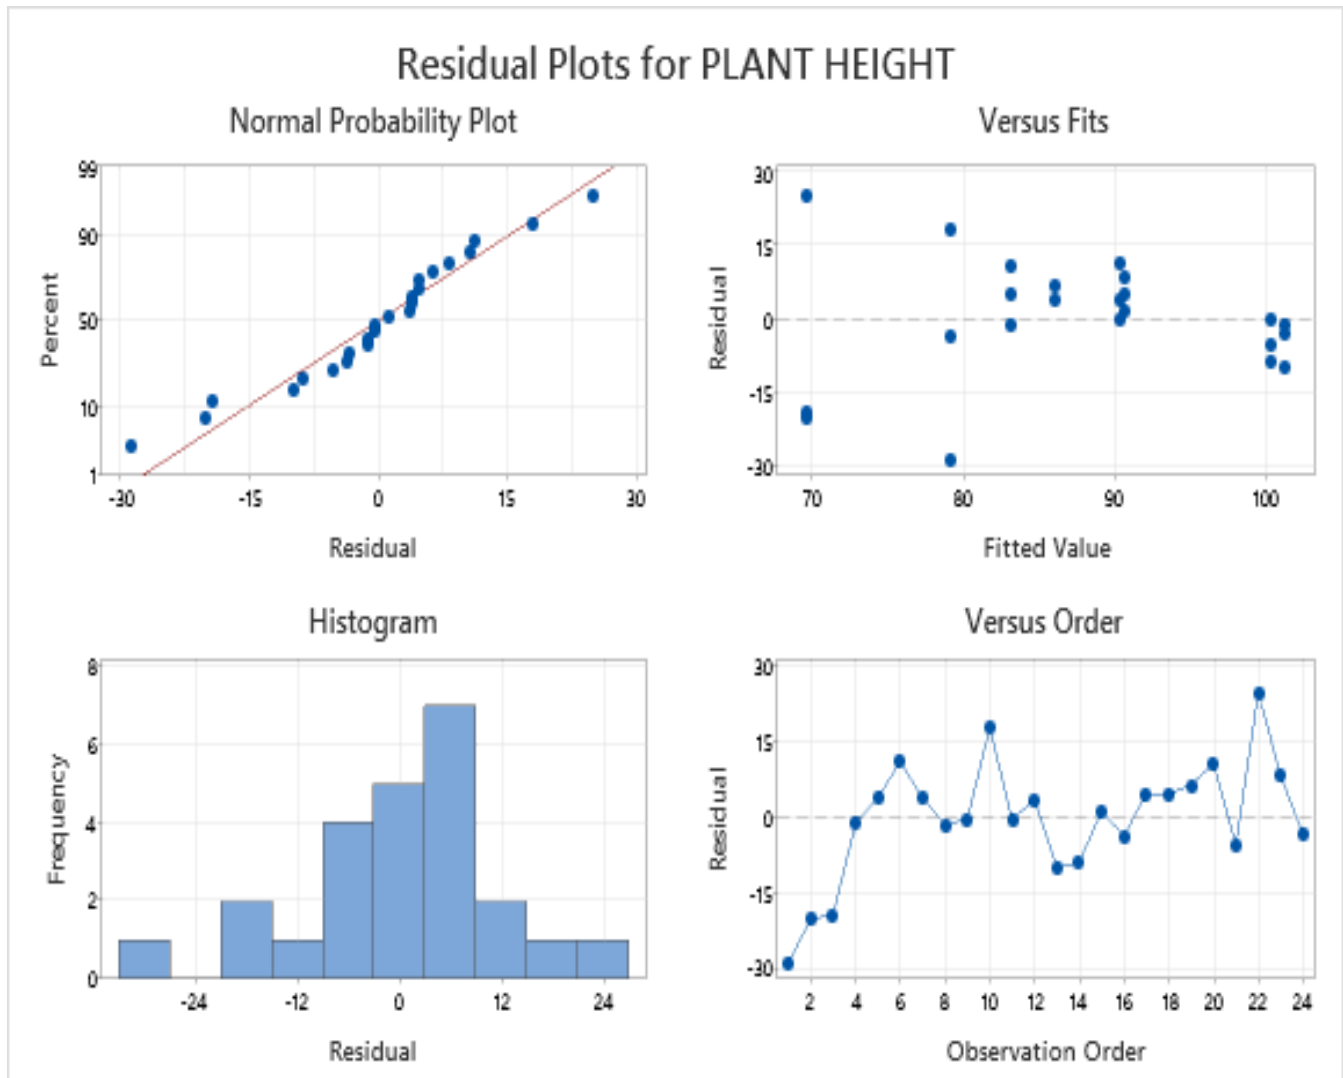 Residual Plots for PLANT HEIGHT
Normal Probability Plot
99
90
50
10
1
Percent
-30 -15 0 15 30
Residual
Versus Fits
30
15
0
-15
-30
Residual
70 80 90 100
Fitted Value
Histogram
8
6
4
2
0
Frequency
-24 -12 0 12 24
Residual
Versus Order
30
15
0
-15
-30
Residual
2 4 6 8 10 12 14 16 18 20 22 24
Observation Order